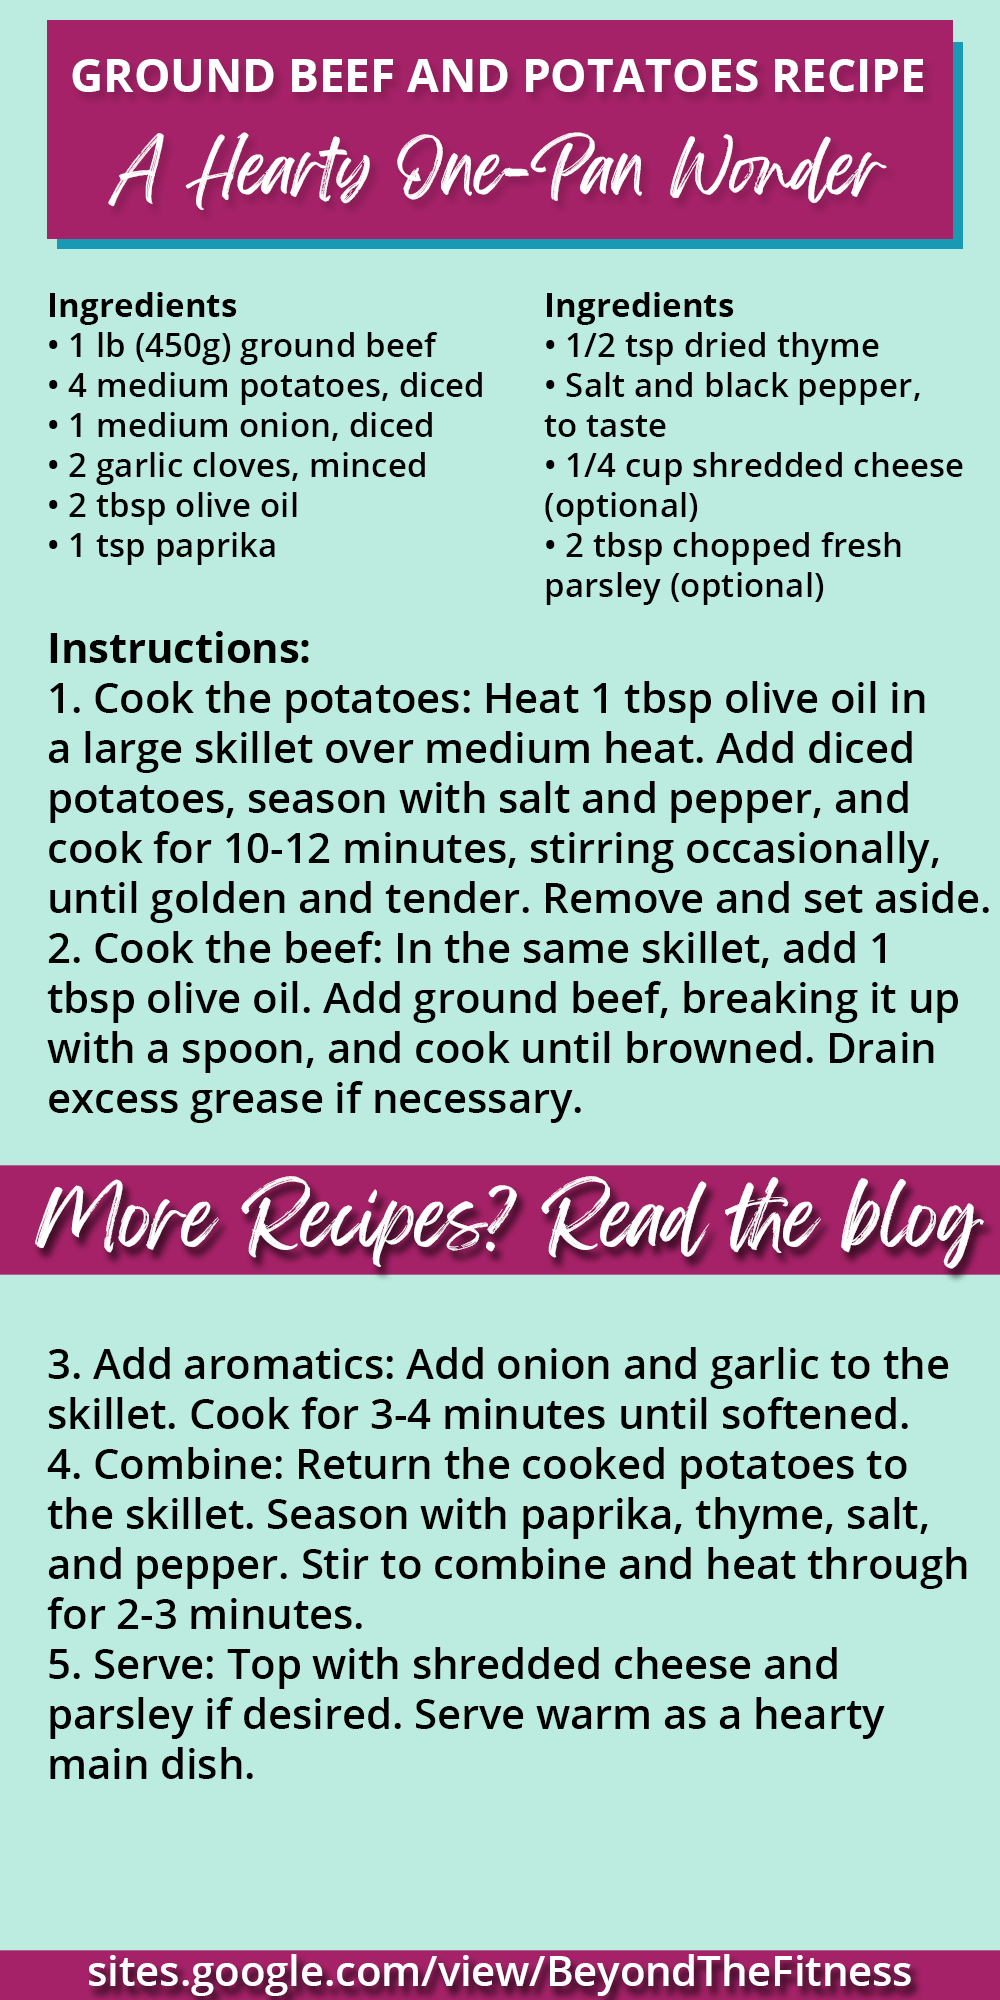 GROUND BEEF AND POTATOES RECIPE
A Hearty One-Pan Wonder
Ingredients
• 1 lb (450g) ground beef
• 4 medium potatoes, diced
• 1 medium onion, diced
• 2 garlic cloves, minced
• 2 tbsp olive oil
• 1 tsp paprika
Ingredients
• 1/2 tsp dried thyme
• Salt and black pepper,
to taste
• 1/4 cup shredded cheese
(optional)
• 2 tbsp chopped fresh
parsley (optional)
Instructions:
1. Cook the potatoes: Heat 1 tbsp olive oil in
a large skillet over medium heat. Add diced
potatoes, season with salt and pepper, and
cook for 10-12 minutes, stirring occasionally,
until golden and tender. Remove and set aside.
2. Cook the beef: In the same skillet, add 1
tbsp olive oil. Add ground beef, breaking it up
with a spoon, and cook until browned. Drain
excess grease if necessary.
More Recipes? Read the blog
3. Add aromatics: Add onion and garlic to the
skillet. Cook for 3-4 minutes until softened.
4. Combine: Return the cooked potatoes to
the skillet. Season with paprika, thyme, salt,
and pepper. Stir to combine and heat through
for 2-3 minutes.
5. Serve: Top with shredded cheese and
parsley if desired. Serve warm as a hearty
main dish.
sites.google.com/view/BeyondTheFitness